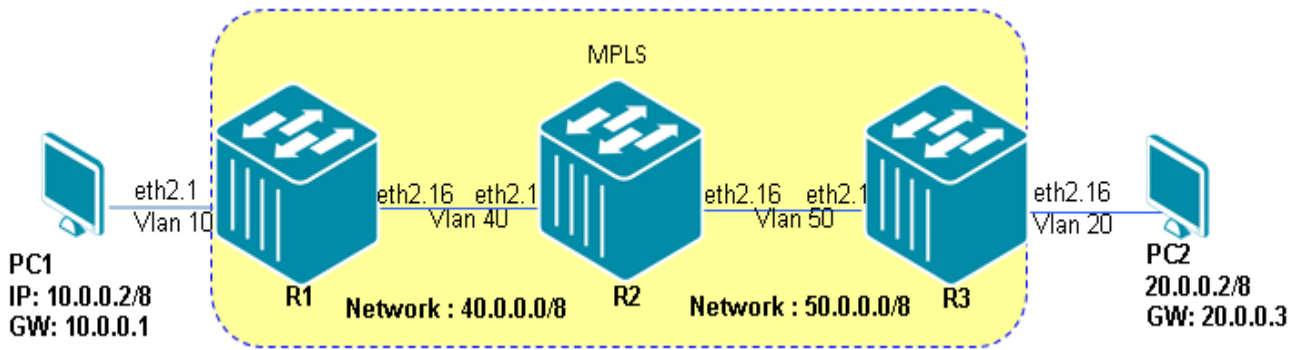 MPLS
eth2.1
Vlan 10
eth2.16
eth2.1
Vlan 40
eth2.16
eth2.1
Vlan 50
eth2.16
Vlan 20
PC1
IP: 10.0.0.2/8
GW: 10.0.0.1
R1
Network : 40.0.0.0/8
R2
Network : 50.0.0.0/8
R3
PC2
20.0.0.2/8
GW: 20.0.0.3